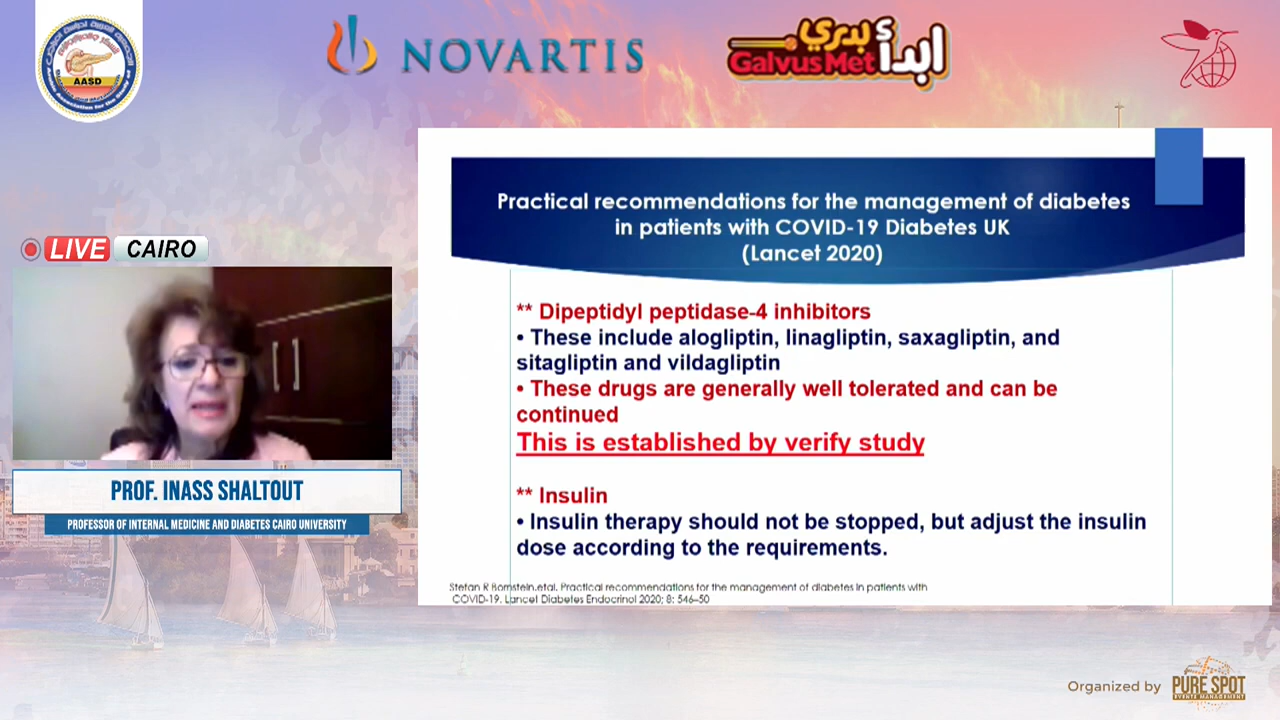 AASD
NOVARTIS
ابدأ بدري
GalvusMet
Practical recommendations for the management of diabetes
in patients with COVID-19 Diabetes UK
(Lancet 2020)
LIVE CAIRO
** Dipeptidyl peptidase-4 inhibitors
• These include alogliptin, linagliptin, saxagliptin, and
sitagliptin and vildagliptin
• These drugs are generally well tolerated and can be
continued
This is established by verify study
** Insulin
• Insulin therapy should not be stopped, but adjust the insulin
dose according to the requirements.
Stefan R Bornstein.etal. Practical recommendations for the management of diabetes in patients with
COVID-19. Lancet Diabetes Endocrinol 2020; 8: 546–50
PROF. INASS SHALTOUT
PROFESSOR OF INTERNAL MEDICINE AND DIABETES CAIRO UNIVERSITY
Organized by PURE SPOT
EVENTS MANAGEMENT